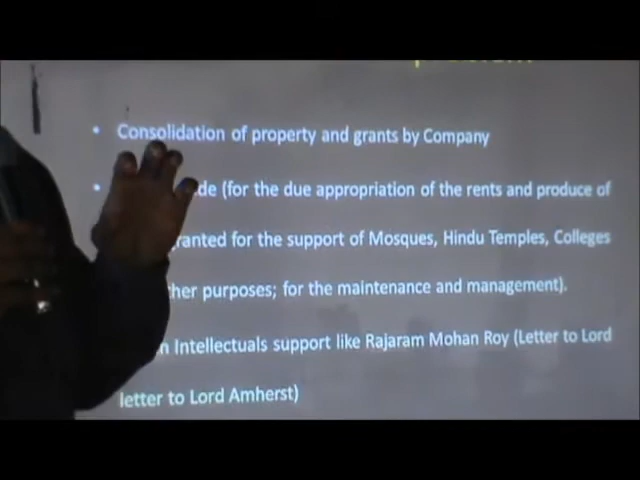 • Consolidation of property and grants by Company
• de (for the due appropriation of the rents and produce of
granted for the support of Mosques, Hindu Temples, Colleges
her purposes; for the maintenance and management).
n Intellectuals support like Rajaram Mohan Roy (Letter to Lord
letter to Lord Amherst)